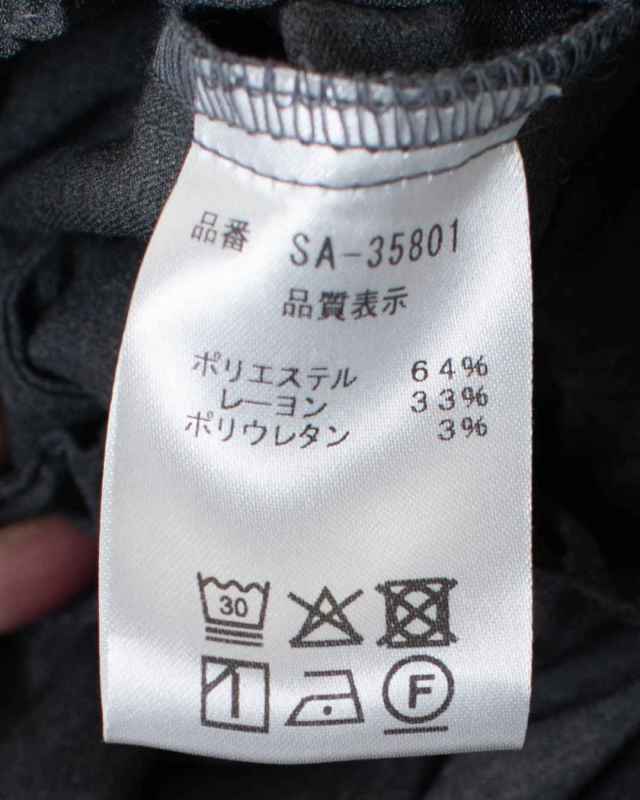 品番 SA-35801
品質表示
ポリエステル 64%
レーヨン 33%
ポリウレタン 3%
30
F